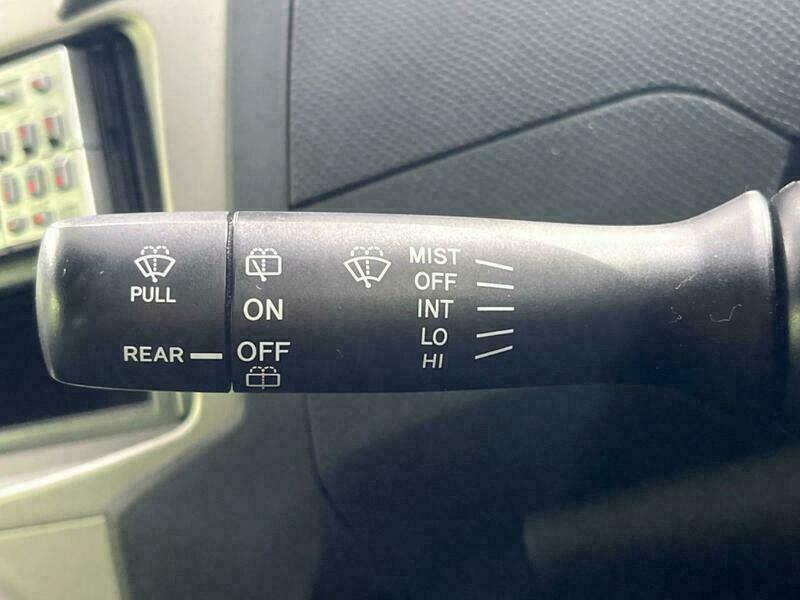 PULL
REAR
ON
OFF
MIST
OFF
INT
LO
HI